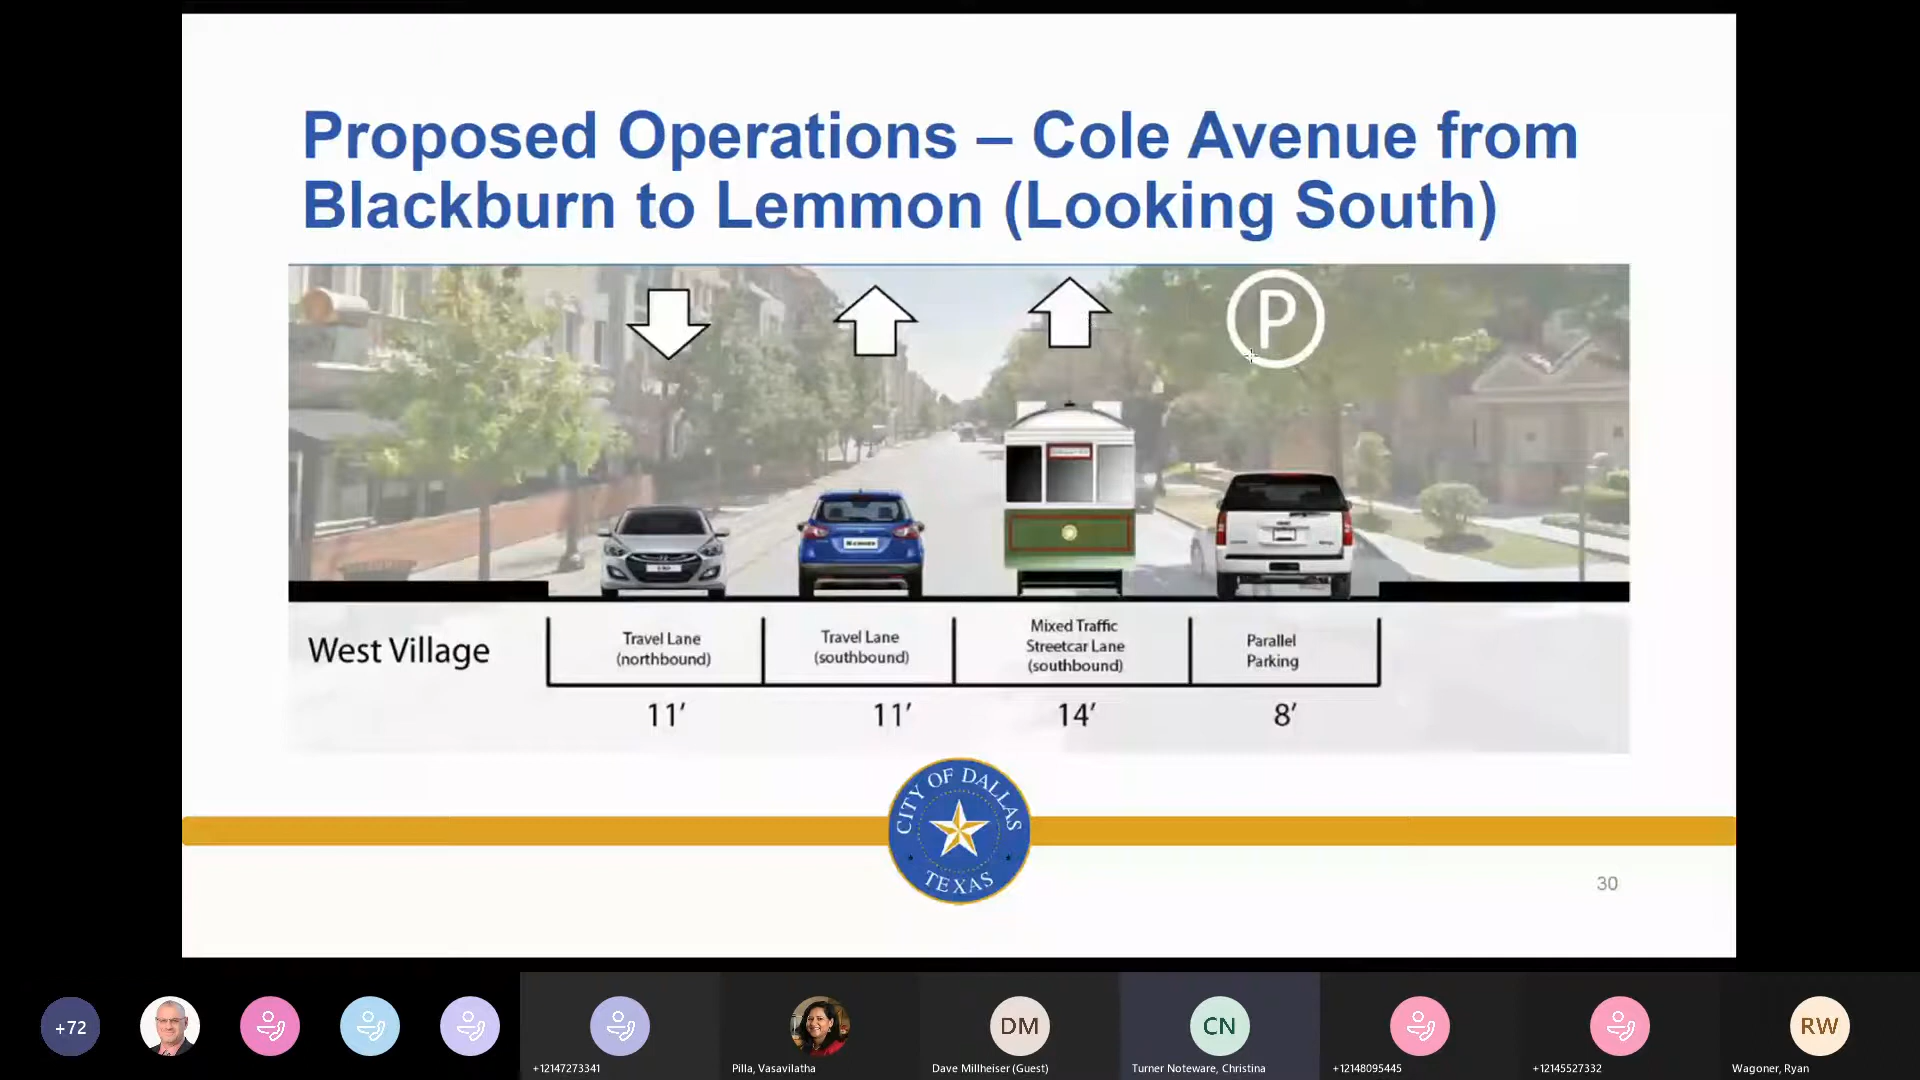 Proposed Operations – Cole Avenue from
Blackburn to Lemmon (Looking South)
P
West Village
Travel Lane
(northbound)
Travel Lane
(southbound)
Mixed Traffic
Streetcar Lane
(southbound)
Parallel
Parking
11′
11′
14′
8′
CITY OF DALLAS
TEXAS
30
+72
DM
CN
RW
+12147273341
Pilla, Vasavilatha
Dave Millheiser (Guest)
Turner Noteware, Christina
+12148095445
+12145527332
Wagoner, Ryan